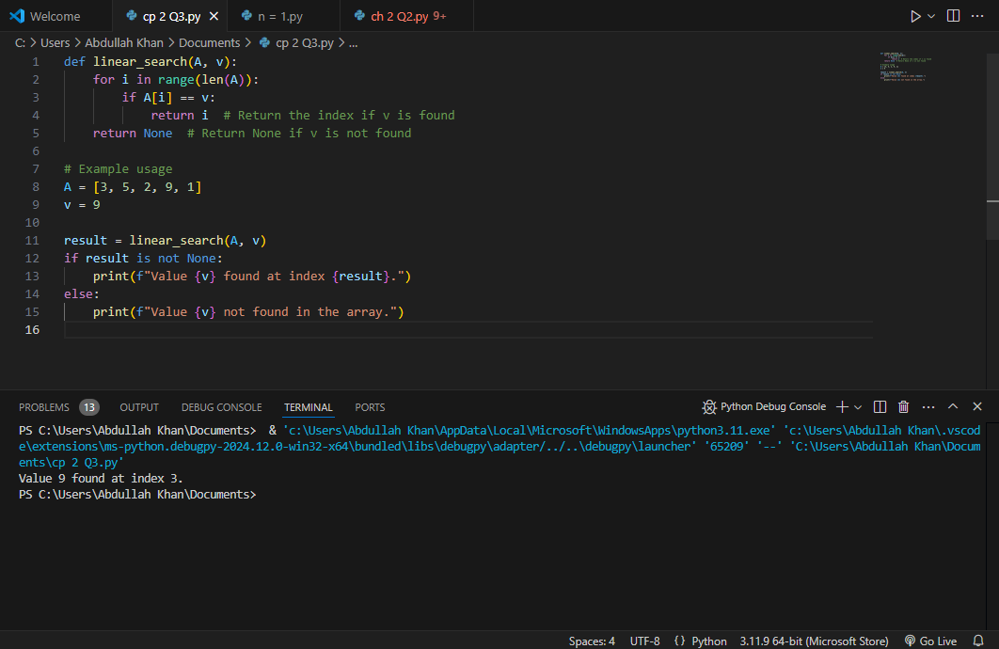 Welcome cp 2 Q3.py n = 1.py ch 2 Q2.py 9+
C: > Users > Abdullah Khan > Documents > cp 2 Q3.py > ...
1 def linear_search(A, v):
2     for i in range(len(A)):
3         if A[i] == v:
4             return i  # Return the index if v is found
5     return None  # Return None if v is not found
6
7 # Example usage
8 A = [3, 5, 2, 9, 1]
9 v = 9
10
11 result = linear_search(A, v)
12 if result is not None:
13     print(f"Value {v} found at index {result}.")
14 else:
15     print(f"Value {v} not found in the array.")
16
PROBLEMS 13 OUTPUT DEBUG CONSOLE TERMINAL PORTS Python Debug Console
PS C:\Users\Abdullah Khan\Documents>  & 'c:\Users\Abdullah Khan\AppData\Local\Microsoft\WindowsApps\python3.11.exe' 'c:\Users\Abdullah Khan\.vscod
e\extensions\ms-python.debugpy-2024.12.0-win32-x64\bundled\libs\debugpy\adapter/../..\debugpy\launcher' '65209' '--' 'C:\Users\Abdullah Khan\Docum
ents\cp 2 Q3.py'
Value 9 found at index 3.
PS C:\Users\Abdullah Khan\Documents>
Spaces: 4 UTF-8 {} Python 3.11.9 64-bit (Microsoft Store) Go Live